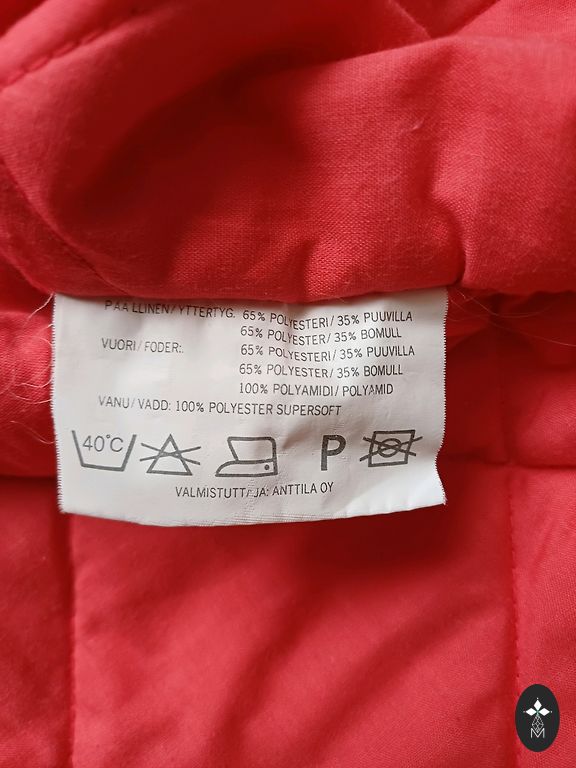 PÄÄLLINEN/YTTERTYG. 65% POLYESTERI/35% PUUVILLA
65% POLYESTER/35% BOMULL
VUORI/FODER: 65% POLYESTERI/35% PUUVILLA
65% POLYESTER/35% BOMULL
100% POLYAMIDI/POLYAMID
VANU/VADD: 100% POLYESTER SUPERSOFT
40°C P
VALMISTUTTAJA: ANTTILA OY
M